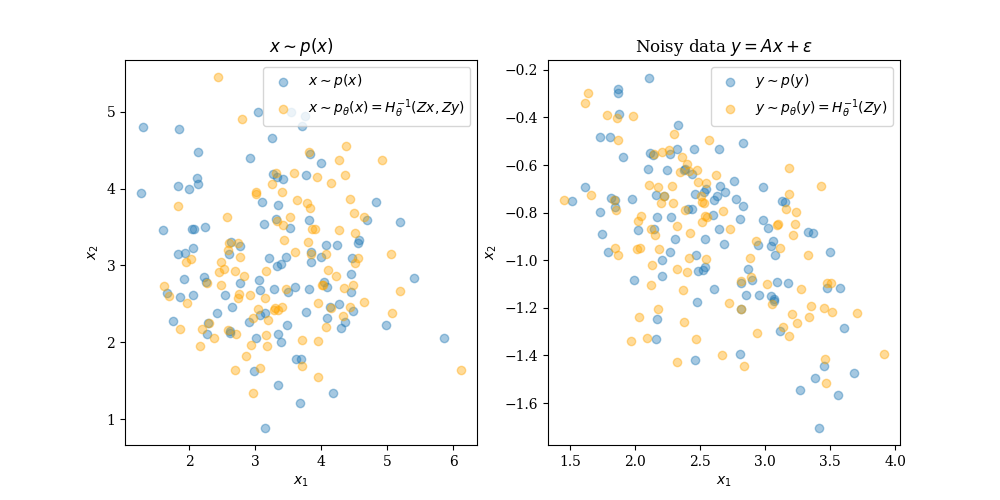 x ∼ p(x)
x ∼ p(x)
x ∼ p_θ(x) = H_θ^{-1}(Zx, Zy)
5
4
3
2
1
x_2
2 3 4 5 6
x_1
Noisy data y = Ax + ε
y ∼ p(y)
y ∼ p_θ(y) = H_θ^{-1}(Zy)
−0.2
−0.4
−0.6
−0.8
−1.0
−1.2
−1.4
−1.6
x_2
1.5 2.0 2.5 3.0 3.5 4.0
x_1